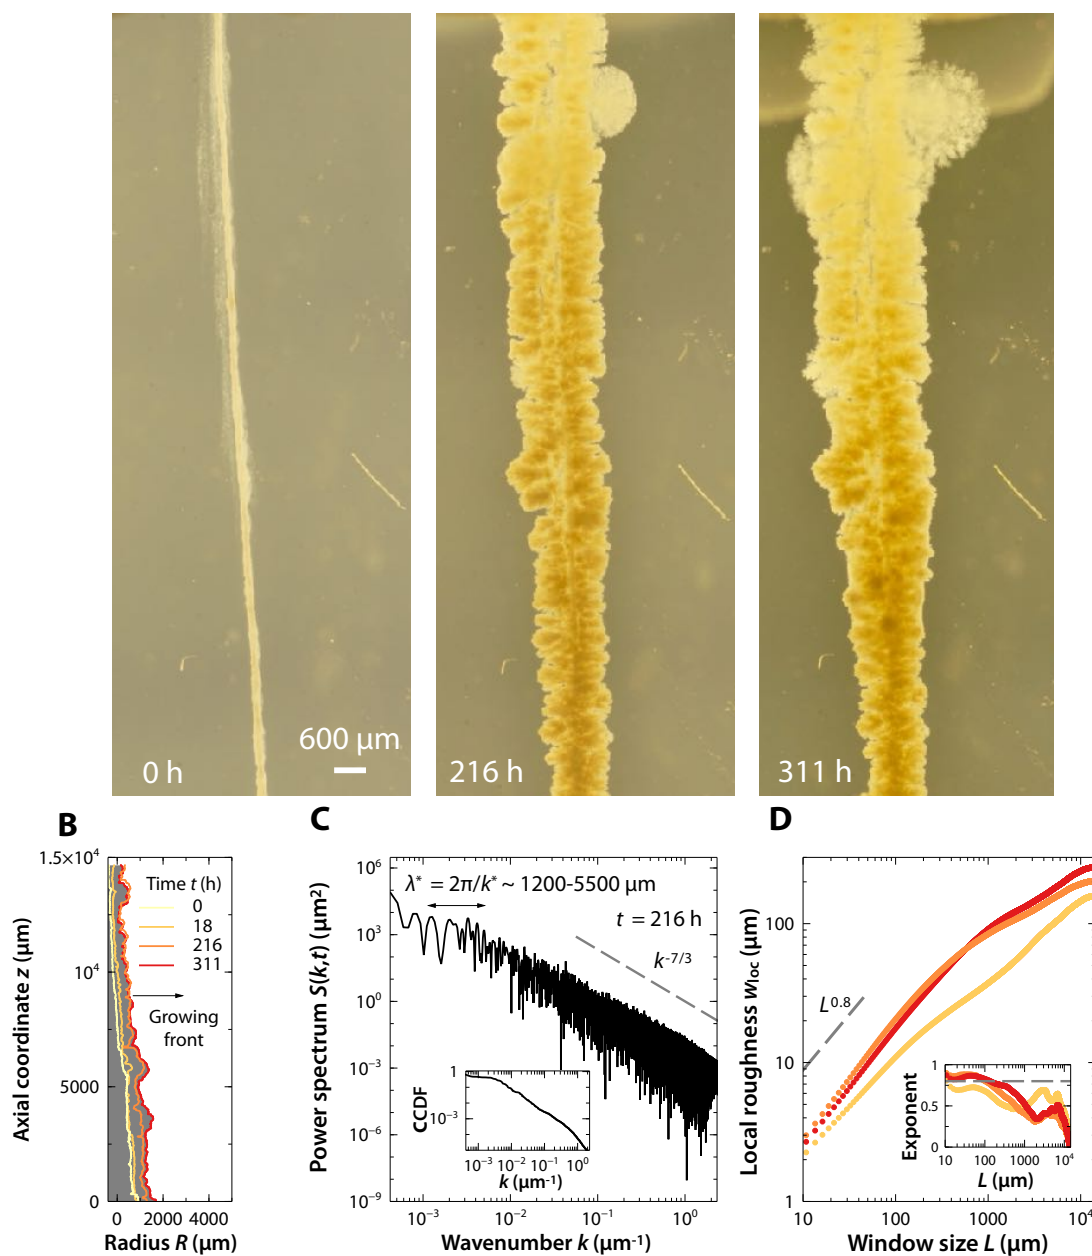 600 μm
0 h
216 h
311 h
B
1.5×10⁴
10⁴
5000
0
Axial coordinate z (μm)
Time t (h)
0
18
216
311
Growing
front
0 2000 4000
Radius R (μm)
C
10⁶
10³
10⁰
10⁻³
10⁻⁶
10⁻⁹
Power spectrum S(k,t) (μm²)
λ* = 2π/k* ~ 1200-5500 μm
t = 216 h
k⁻⁷/³
1
10⁻³
CCDF
10⁻³ 10⁻² 10⁻¹ 10⁰
k (μm⁻¹)
10⁻³ 10⁻² 10⁻¹ 10⁰
Wavenumber k (μm⁻¹)
D
100
10
1
Local roughness wloc (μm)
L⁰·⁸
1
0.5
0
Exponent
10 100 1000 10⁴
L (μm)
10 100 1000 10⁴
Window size L (μm)